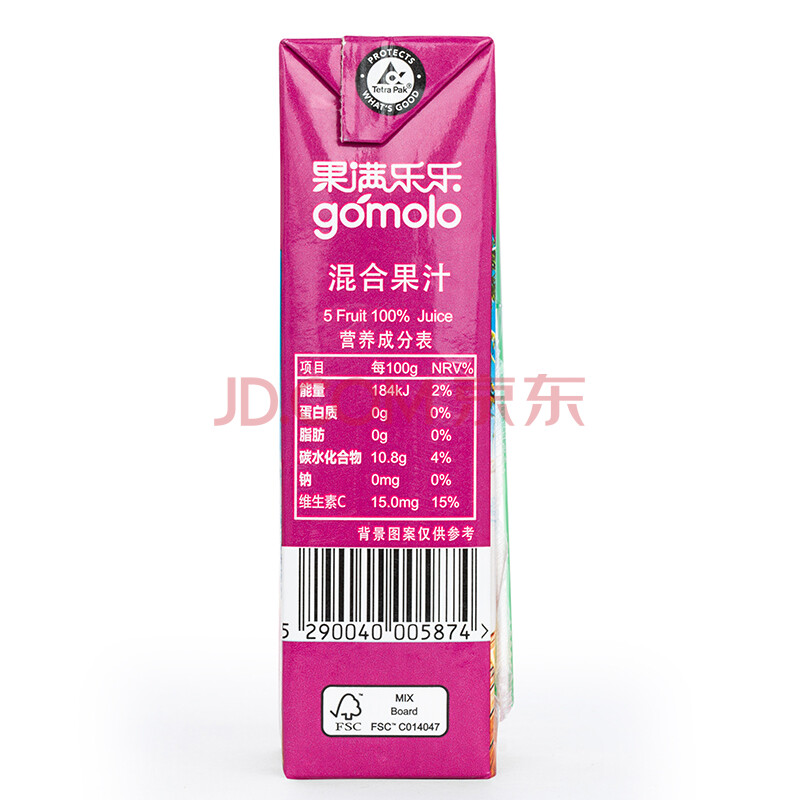 PROTECTS
Tetra Pak®
WHAT'S GOOD
果满乐乐
gomolo
混合果汁
5 Fruit 100% Juice
营养成分表
项目 每100g NRV%
能量 184kJ 2%
蛋白质 0g 0%
脂肪 0g 0%
碳水化合物 10.8g 4%
钠 0mg 0%
维生素C 15.0mg 15%
JD.COM 京东
背景图案仅供参考
5 290040 005874 >
FSC
MIX
Board
FSC™ C014047